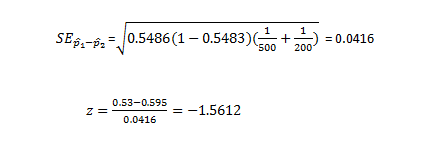 SE_{p̂₁−p̂₂} = √(0.5486(1 − 0.5483)(1/500 + 1/200)) = 0.0416
z = (0.53−0.595)/0.0416 = −1.5612